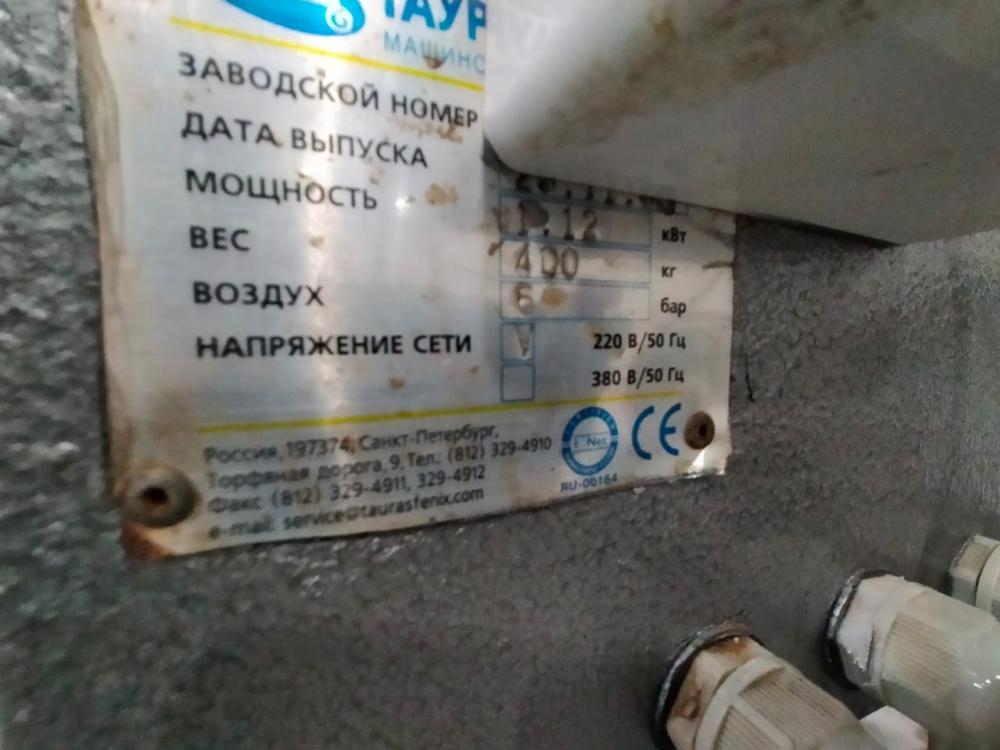 ТАУР
МАШИНС
ЗАВОДСКОЙ НОМЕР
ДАТА ВЫПУСКА
МОЩНОСТЬ кВт
ВЕС 400 кг
ВОЗДУХ 6 бар
НАПРЯЖЕНИЕ СЕТИ V 220 В/50 Гц
380 В/50 Гц
Россия, 197374, Санкт-Петербург,
Торфяная дорога, 9, Тел.: (812) 329-4910
Факс: (812) 329-4911, 329-4912
e-mail: service@taurasfenix.com
CE
RU-00164